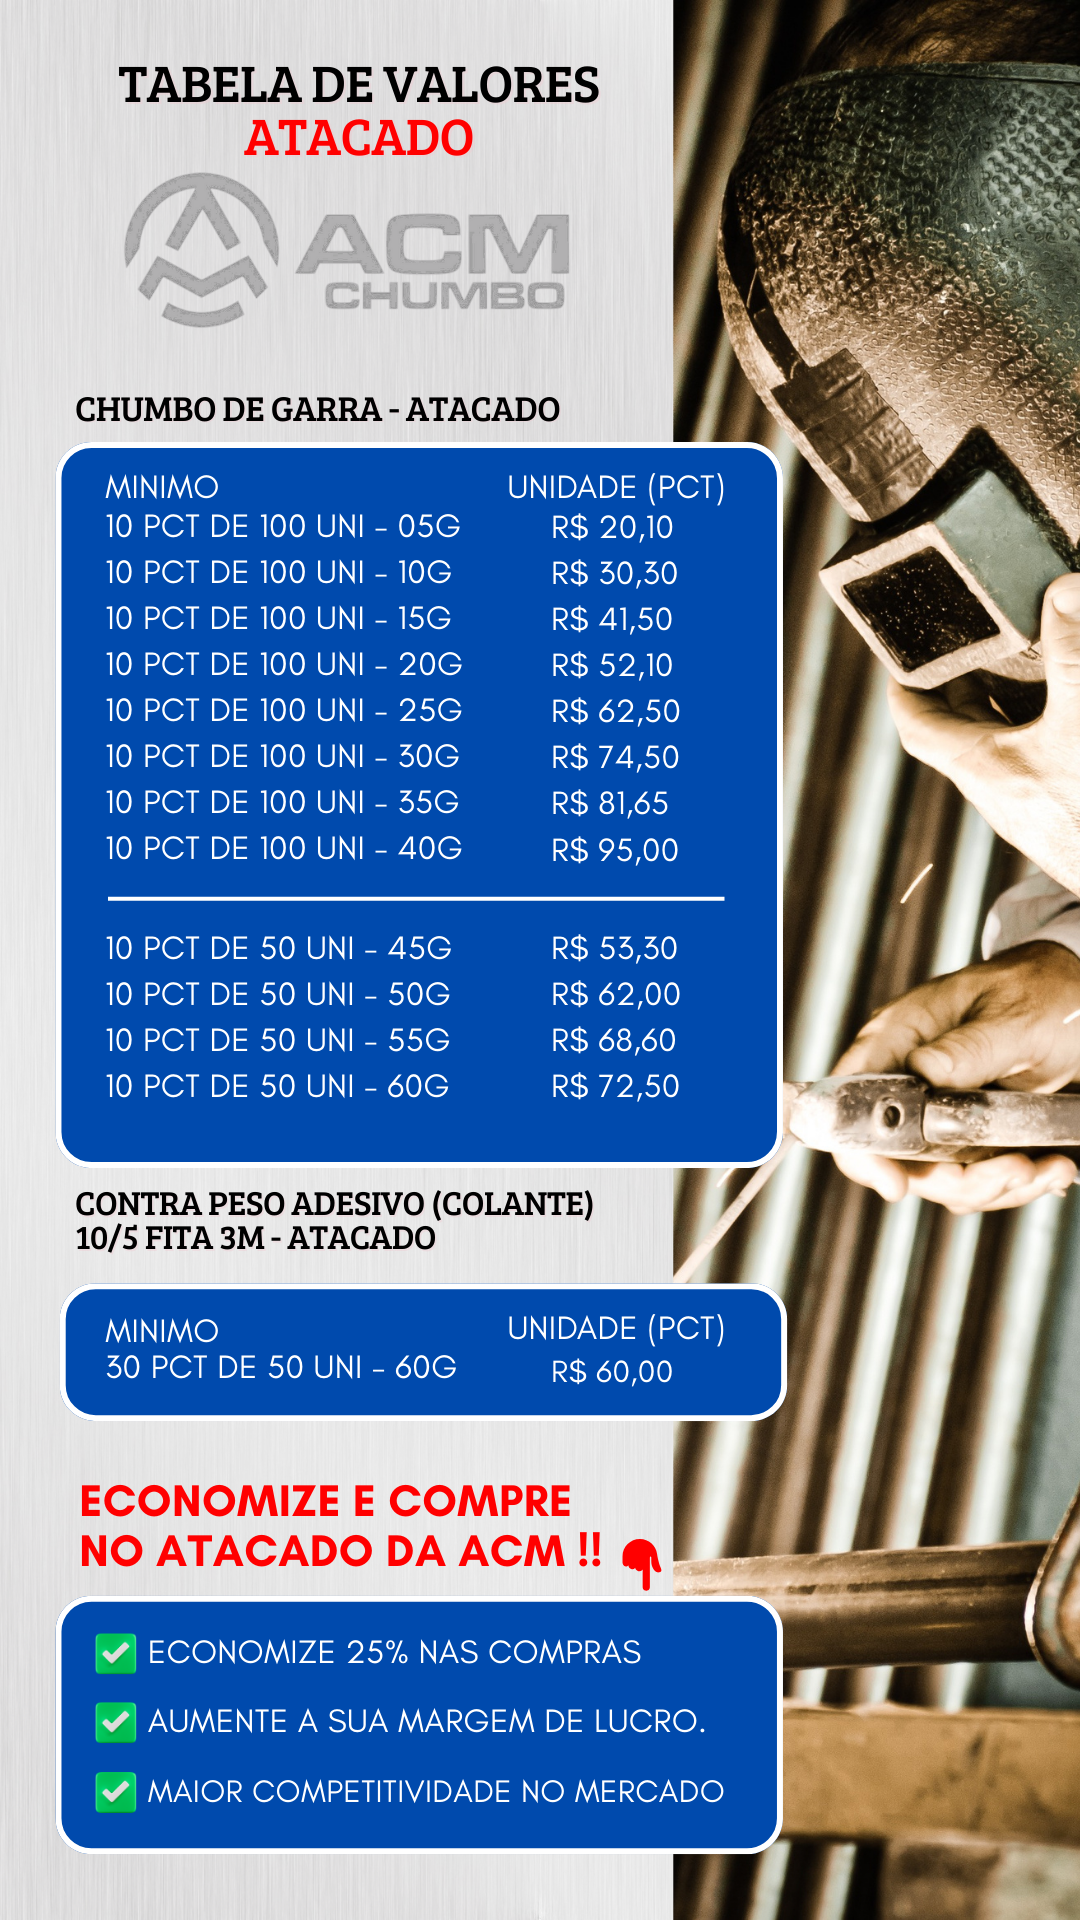 TABELA DE VALORES
ATACADO
ACM
CHUMBO
CHUMBO DE GARRA - ATACADO
MINIMO UNIDADE (PCT)
10 PCT DE 100 UNI - 05G R$ 20,10
10 PCT DE 100 UNI - 10G R$ 30,30
10 PCT DE 100 UNI - 15G R$ 41,50
10 PCT DE 100 UNI - 20G R$ 52,10
10 PCT DE 100 UNI - 25G R$ 62,50
10 PCT DE 100 UNI - 30G R$ 74,50
10 PCT DE 100 UNI - 35G R$ 81,65
10 PCT DE 100 UNI - 40G R$ 95,00
10 PCT DE 50 UNI - 45G R$ 53,30
10 PCT DE 50 UNI - 50G R$ 62,00
10 PCT DE 50 UNI - 55G R$ 68,60
10 PCT DE 50 UNI - 60G R$ 72,50
CONTRA PESO ADESIVO (COLANTE)
10/5 FITA 3M - ATACADO
MINIMO UNIDADE (PCT)
30 PCT DE 50 UNI - 60G R$ 60,00
ECONOMIZE E COMPRE
NO ATACADO DA ACM !!
ECONOMIZE 25% NAS COMPRAS
AUMENTE A SUA MARGEM DE LUCRO.
MAIOR COMPETITIVIDADE NO MERCADO